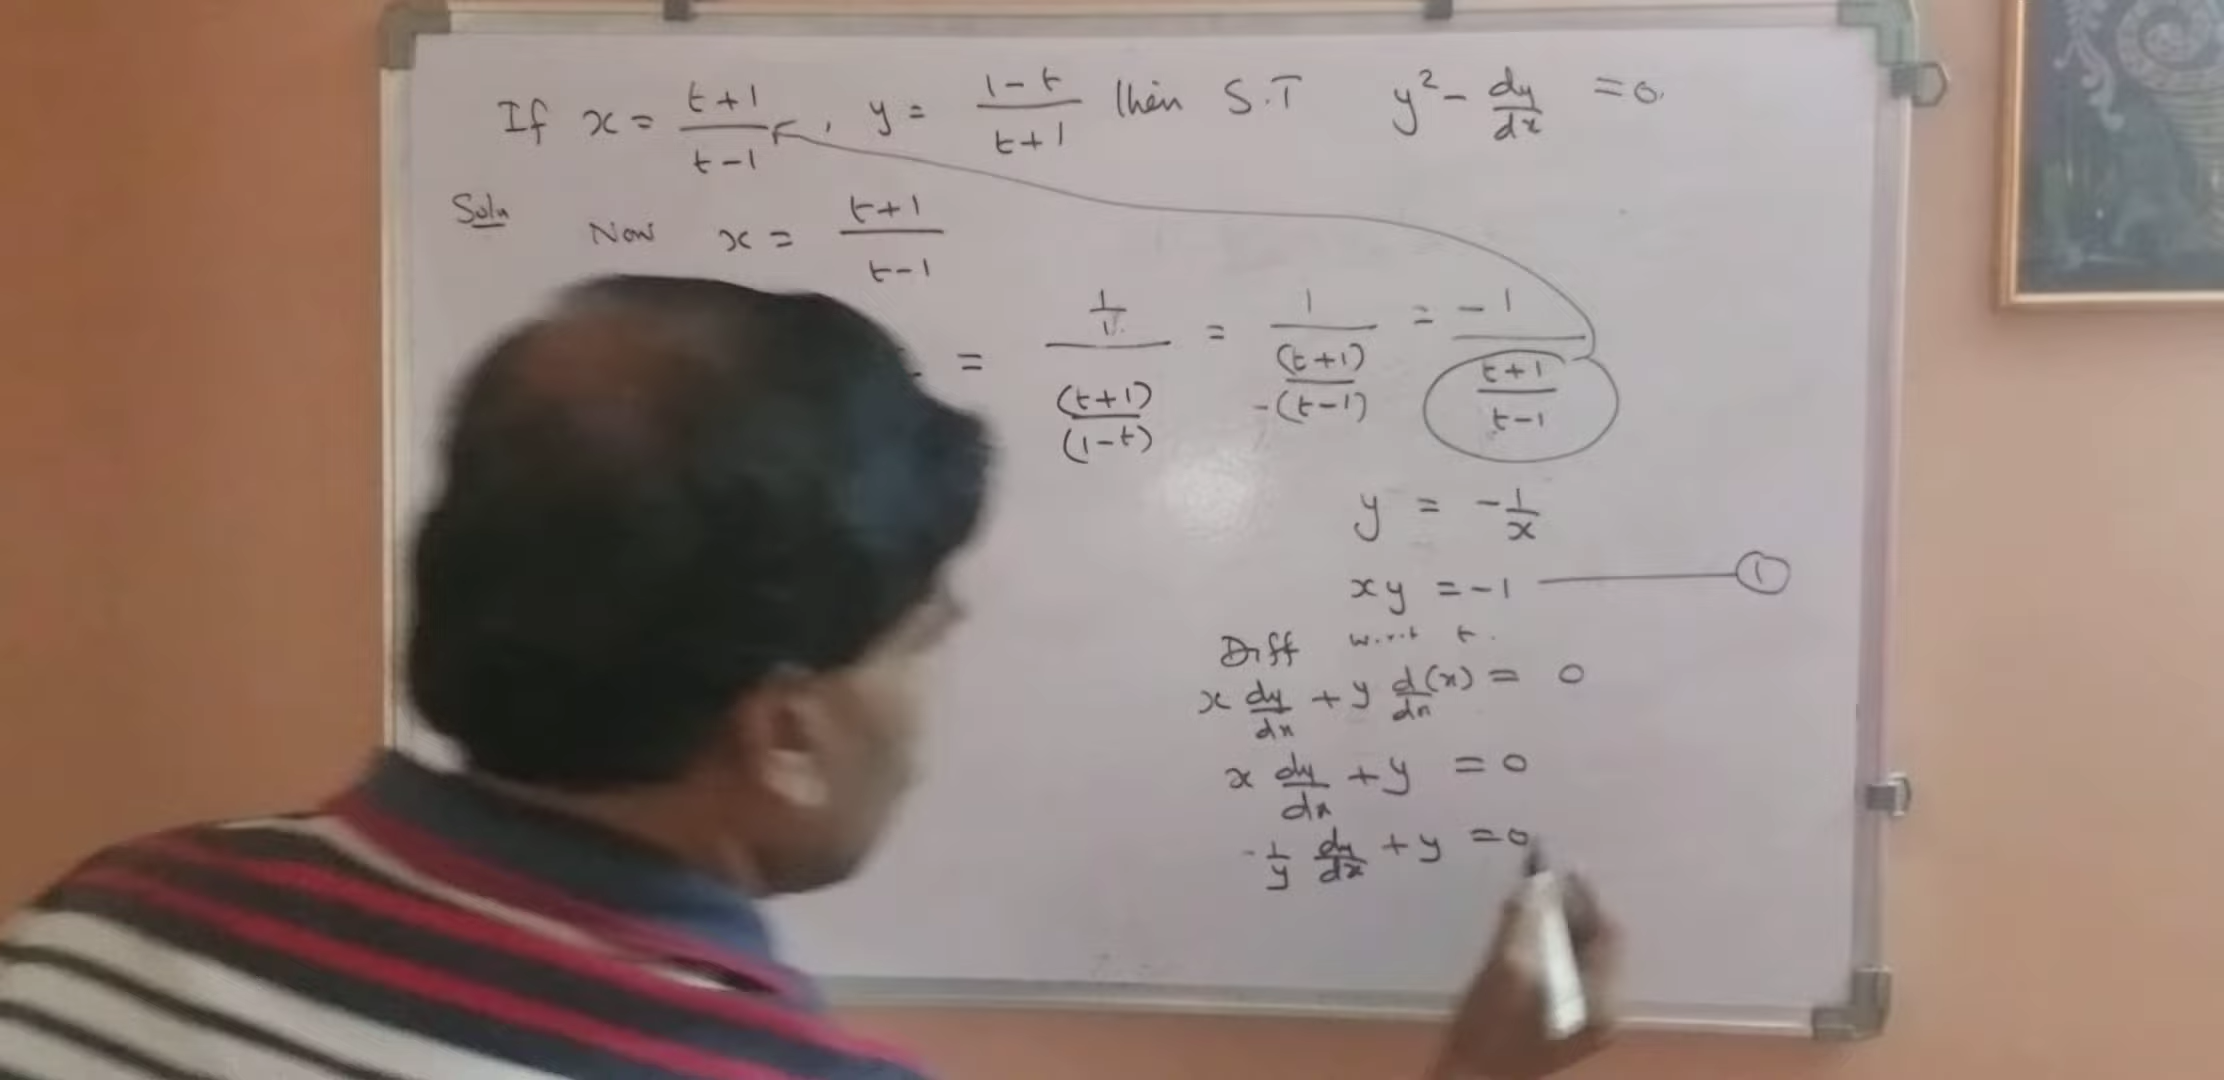 If x = (t+1)/(t-1), y = (1-t)/(t+1) then S.T y² - dy/dx = 0.
Soln Now x = (t+1)/(t-1)
= (1/1)/((t+1)/(1-t)) = 1/((t+1)/-(t-1)) = -1/((t+1)/(t-1))
y = -1/x
xy = -1 ——— ①
Diff w.r.t t.
x dy/dx + y d(x)/dx = 0
x dy/dx + y = 0
-1/y dy/dx + y = 0